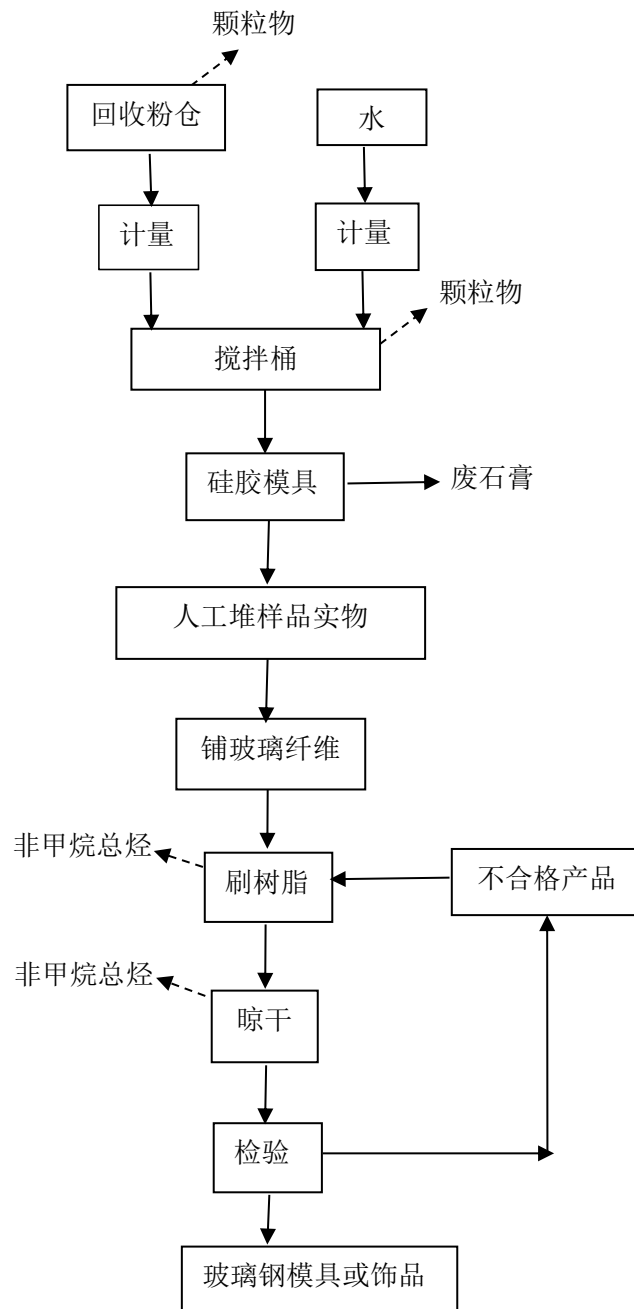 颗粒物
回收粉仓
水
计量
计量
颗粒物
搅拌桶
硅胶模具
废石膏
人工堆样品实物
铺玻璃纤维
非甲烷总烃
刷树脂
不合格产品
非甲烷总烃
晾干
检验
玻璃钢模具或饰品